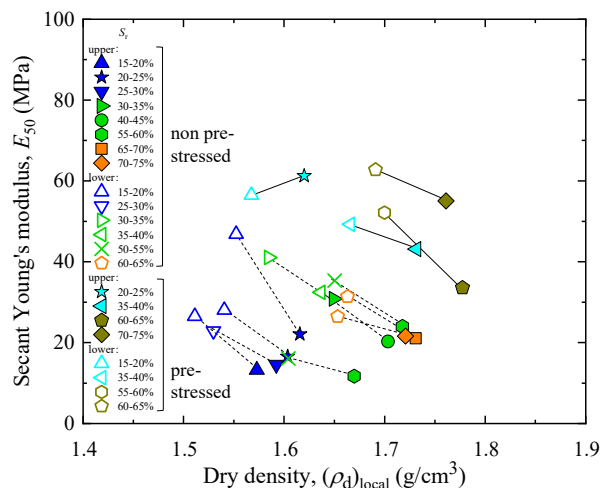 100
80
60
40
20
0
Secant Young's modulus, E50 (MPa)
Sr
upper:
15-20%
20-25%
25-30%
30-35%
40-45%
55-60%
65-70%
70-75%
lower:
15-20%
25-30%
30-35%
35-40%
50-55%
60-65%
non pre-
stressed
upper:
20-25%
35-40%
60-65%
70-75%
lower:
15-20%
35-40%
55-60%
60-65%
pre-
stressed
1.4 1.5 1.6 1.7 1.8 1.9
Dry density, (ρd)local (g/cm³)